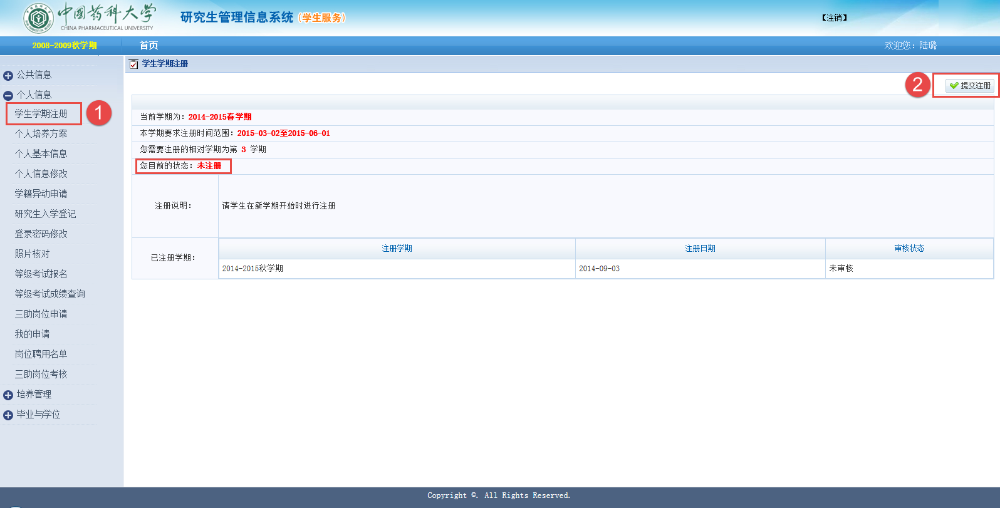 中国药科大学
CHINA PHARMACEUTICAL UNIVERSITY
研究生管理信息系统（学生服务）
【注销】
2008-2009秋学期
首页
欢迎您：陆璐
公共信息
个人信息
学生学期注册
1
个人培养方案
个人基本信息
个人信息修改
学籍异动申请
研究生入学登记
登录密码修改
照片核对
等级考试报名
等级考试成绩查询
三助岗位申请
我的申请
岗位聘用名单
三助岗位考核
培养管理
毕业与学位
学生学期注册
2
提交注册
当前学期为：2014-2015春学期
本学期要求注册时间范围：2015-03-02至2015-06-01
您需要注册的相对学期为第 3 学期
您目前的状态：未注册
注册说明：
请学生在新学期开始时进行注册
已注册学期：
注册学期 注册日期 审核状态
2014-2015秋学期 2014-09-03 未审核
Copyright ©. All Rights Reserved.